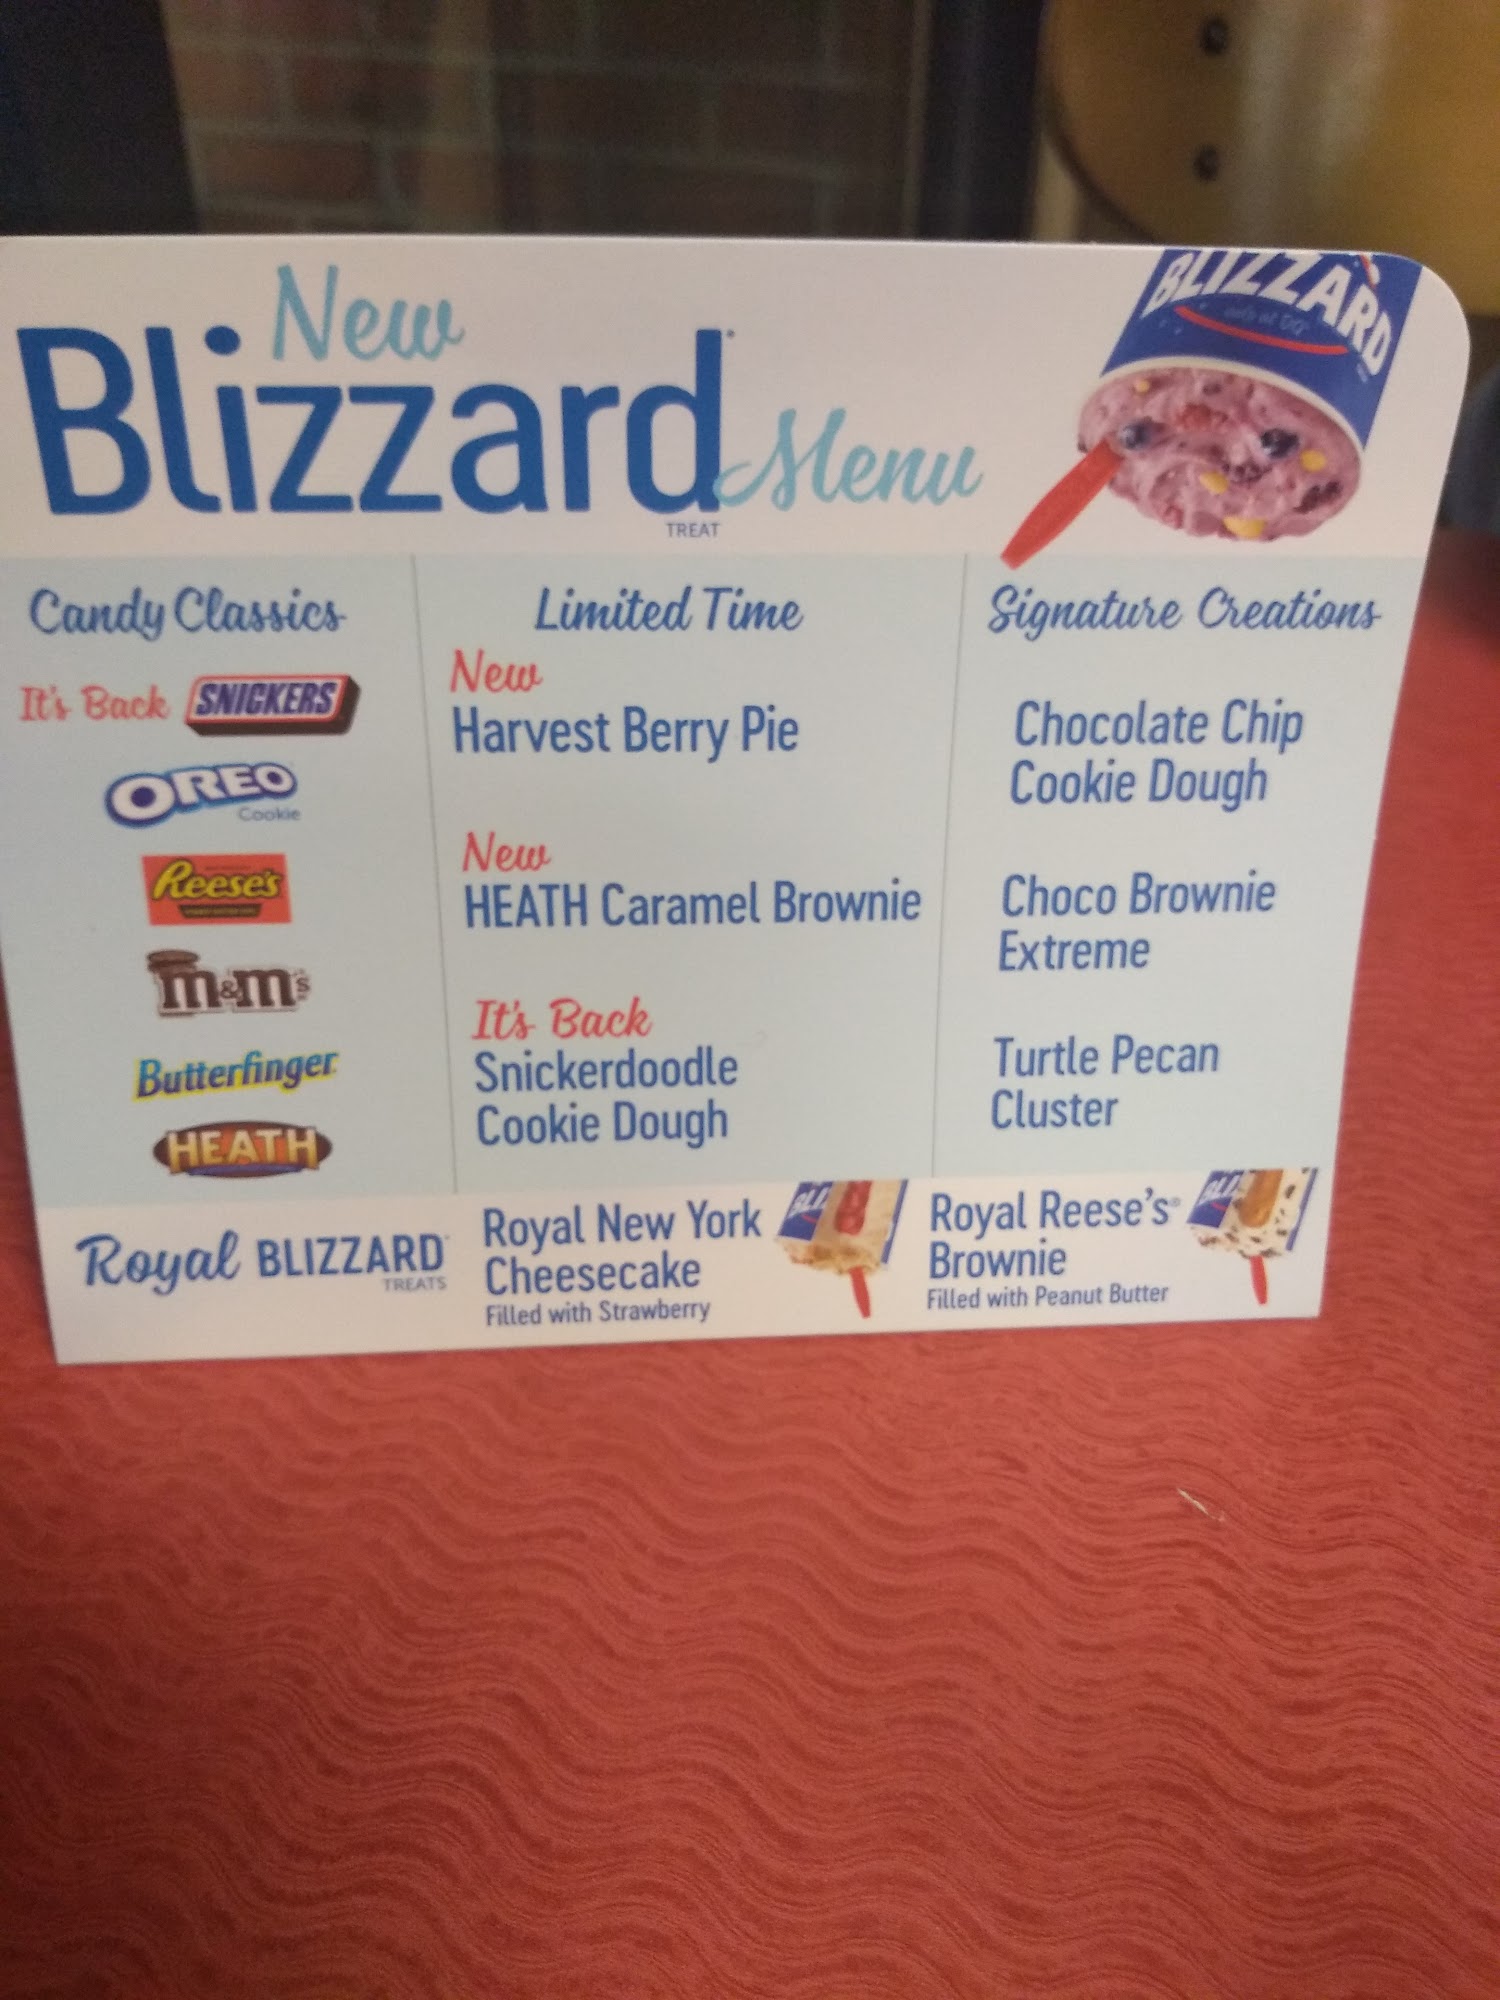 New
Blizzard®
Menu
TREAT
BLIZZARD
Candy Classics
It's Back SNICKERS
OREO
Cookie
Reese's
m&m's
Butterfinger
HEATH
Limited Time
New
Harvest Berry Pie
New
HEATH Caramel Brownie
It's Back
Snickerdoodle
Cookie Dough
Signature Creations
Chocolate Chip
Cookie Dough
Choco Brownie
Extreme
Turtle Pecan
Cluster
Royal BLIZZARD®
TREATS
Royal New York
Cheesecake
Filled with Strawberry
Royal Reese's®
Brownie
Filled with Peanut Butter